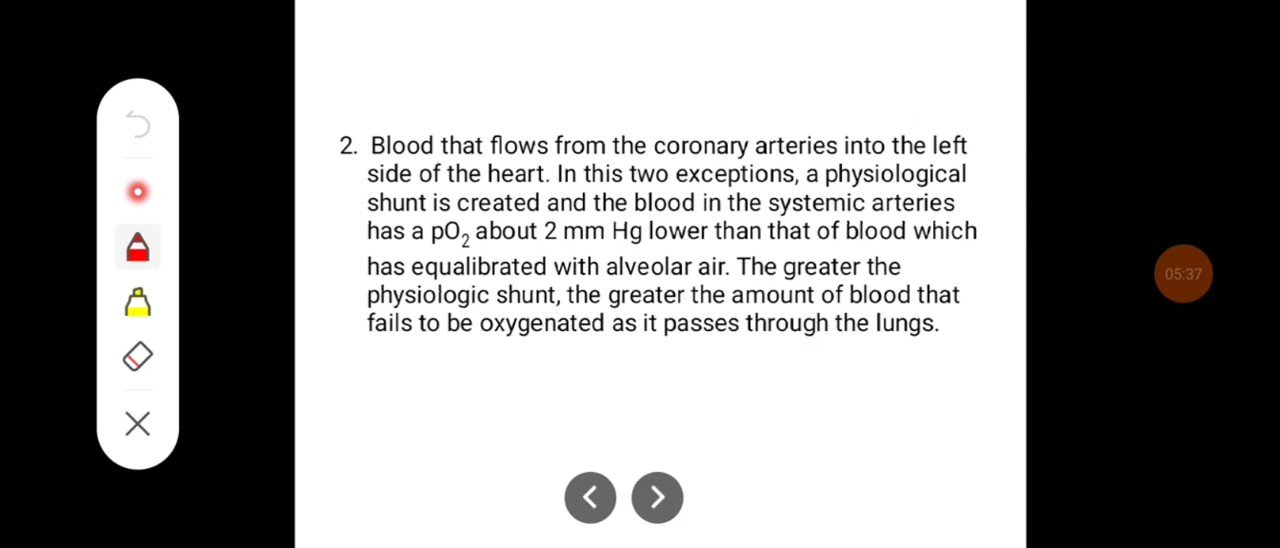 2. Blood that flows from the coronary arteries into the left
side of the heart. In this two exceptions, a physiological
shunt is created and the blood in the systemic arteries
has a pO₂ about 2 mm Hg lower than that of blood which
has equalibrated with alveolar air. The greater the
physiologic shunt, the greater the amount of blood that
fails to be oxygenated as it passes through the lungs.
05:37